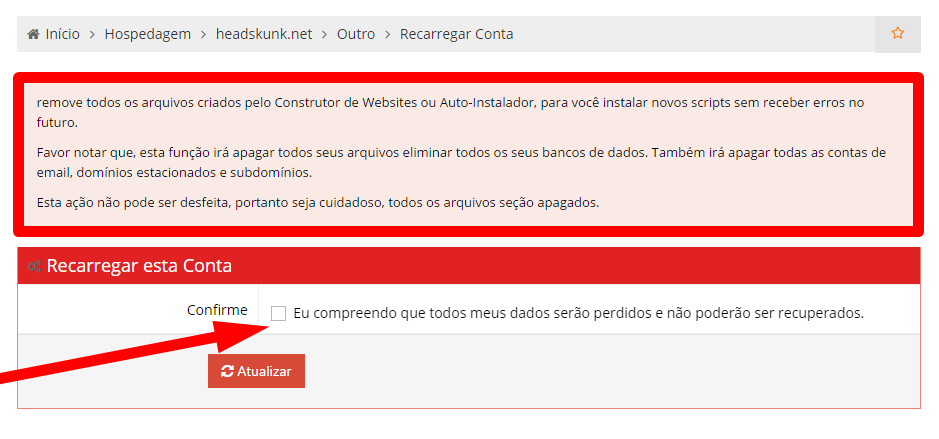 Início > Hospedagem > headskunk.net > Outro > Recarregar Conta
remove todos os arquivos criados pelo Construtor de Websites ou Auto-Instalador, para você instalar novos scripts sem receber erros no
futuro.
Favor notar que, esta função irá apagar todos seus arquivos eliminar todos os seus bancos de dados. Também irá apagar todas as contas de
email, domínios estacionados e subdomínios.
Esta ação não pode ser desfeita, portanto seja cuidadoso, todos os arquivos seção apagados.
Recarregar esta Conta
Confirme
Eu compreendo que todos meus dados serão perdidos e não poderão ser recuperados.
Atualizar